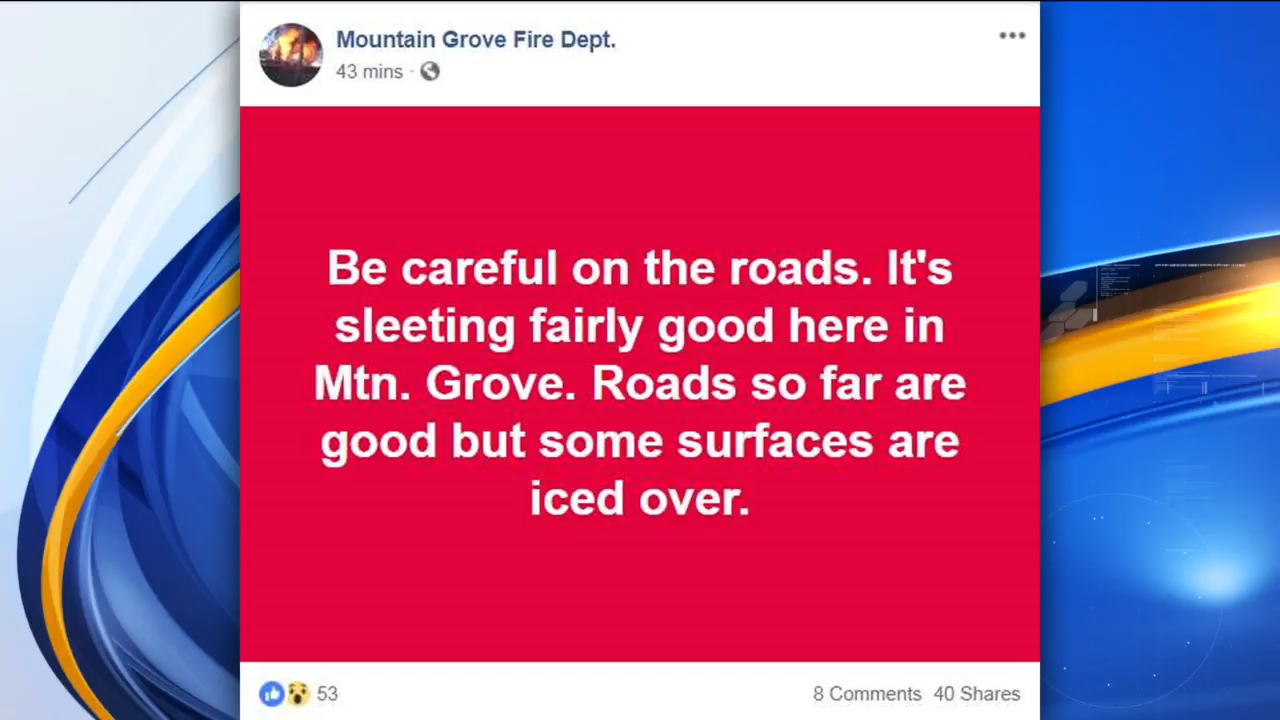 Mountain Grove Fire Dept.
43 mins ·
Be careful on the roads. It's
sleeting fairly good here in
Mtn. Grove. Roads so far are
good but some surfaces are
iced over.
53
8 Comments 40 Shares